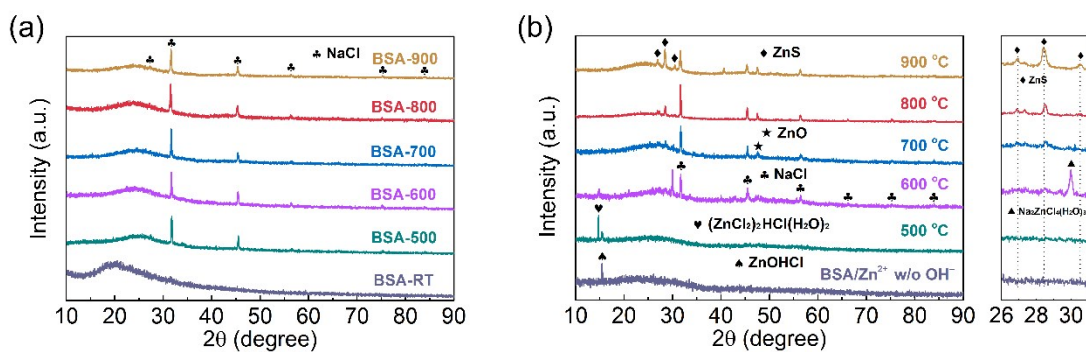 (a)
♣ NaCl
BSA-900
BSA-800
BSA-700
BSA-600
BSA-500
BSA-RT
Intensity (a.u.)
10 20 30 40 50 60 70 80 90
2θ (degree)
(b)
♦ ZnS
900 °C
800 °C
★ ZnO
700 °C
♣ NaCl
600 °C
♥ (ZnCl₂)₂HCl(H₂O)₂
500 °C
♠ ZnOHCl
BSA/Zn²⁺ w/o OH⁻
Intensity (a.u.)
10 20 30 40 50 60 70 80 90
2θ (degree)
♦ ZnS
▲ Na₂ZnCl₄(H₂O)₃
26 28 30